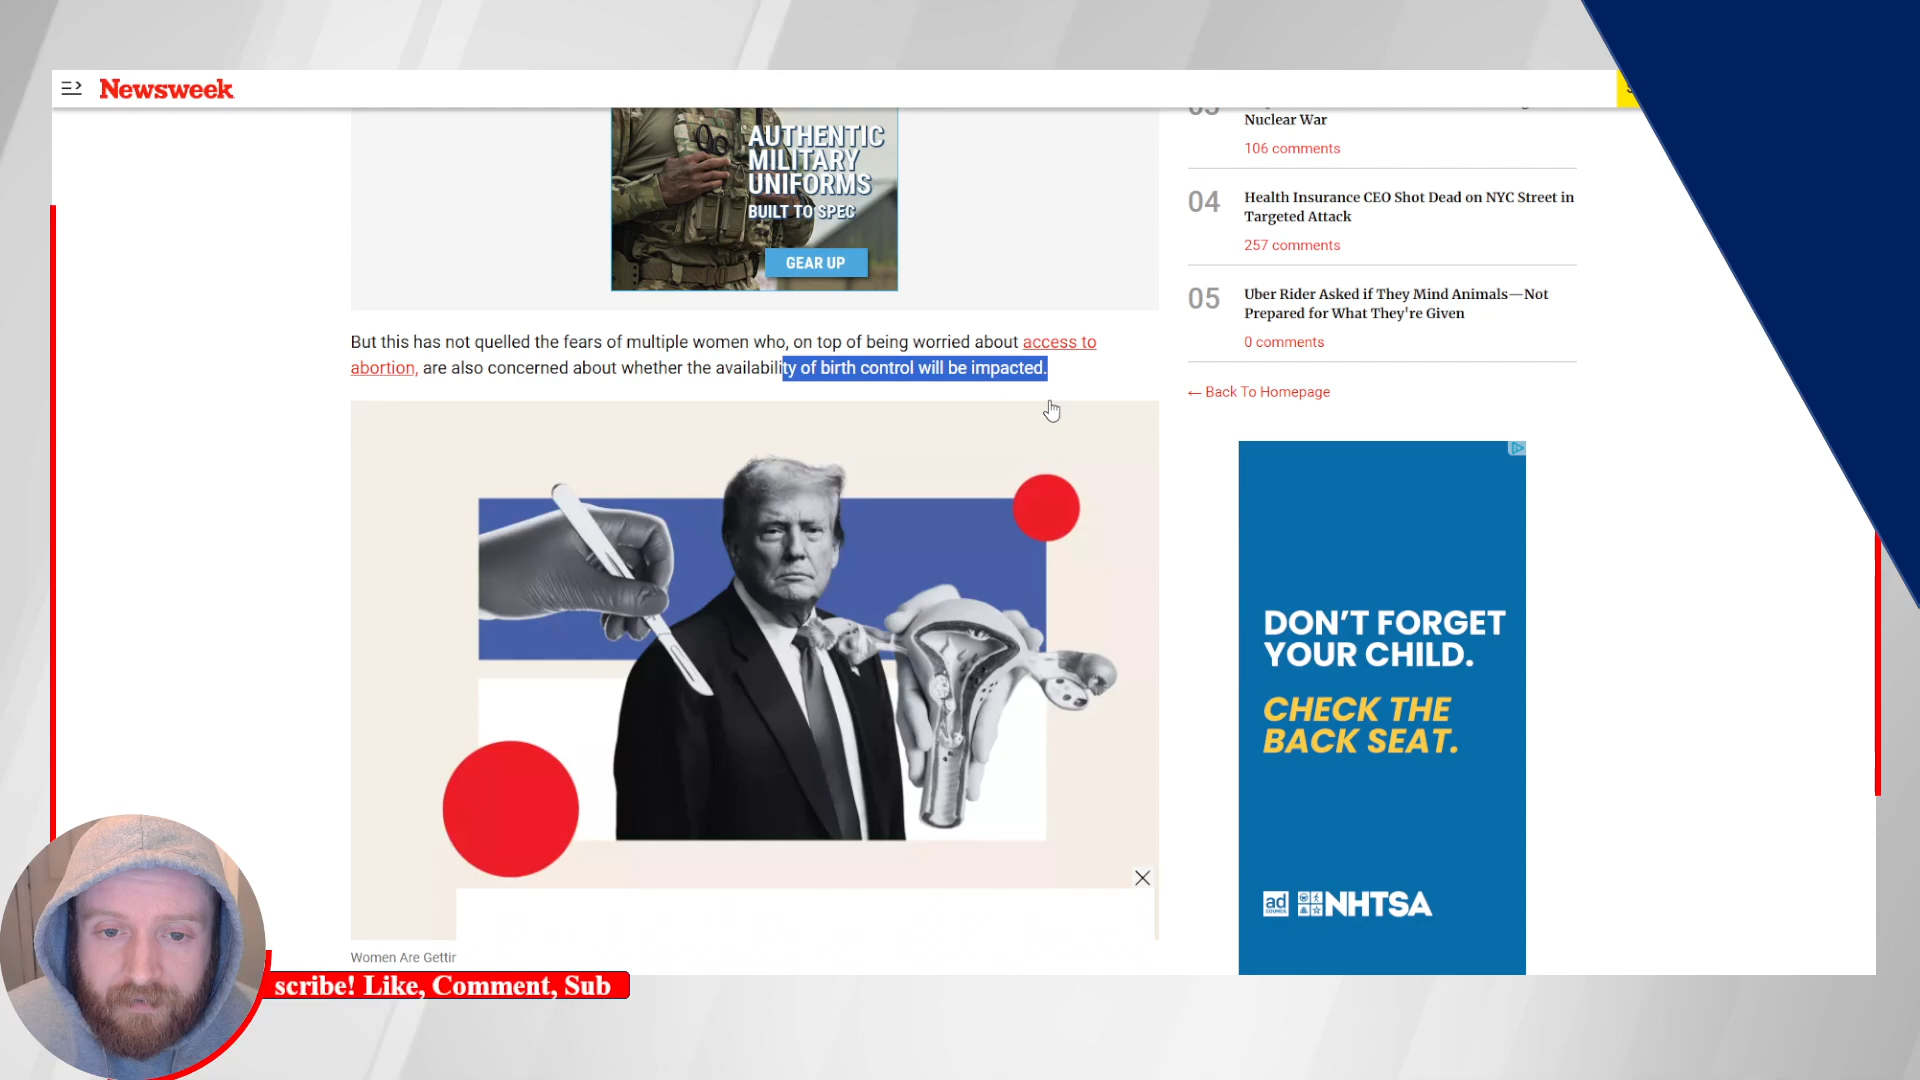 Newsweek
AUTHENTIC
MILITARY
UNIFORMS
BUILT TO SPEC
GEAR UP
But this has not quelled the fears of multiple women who, on top of being worried about access to
abortion, are also concerned about whether the availability of birth control will be impacted.
Women Are Gettin
Nuclear War
106 comments
04
Health Insurance CEO Shot Dead on NYC Street in
Targeted Attack
257 comments
05
Uber Rider Asked if They Mind Animals—Not
Prepared for What They're Given
0 comments
← Back To Homepage
DON'T FORGET
YOUR CHILD.
CHECK THE
BACK SEAT.
ad
COUNCIL
NHTSA
scribe! Like, Comment, Sub